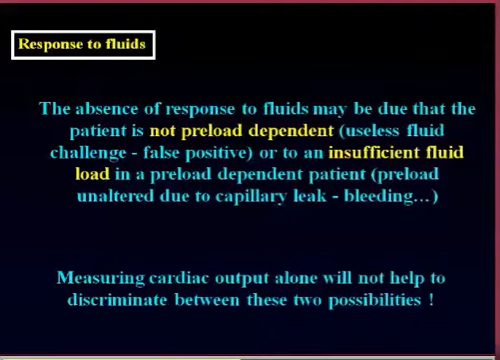 Response to fluids
The absence of response to fluids may be due that the
patient is not preload dependent (useless fluid
challenge - false positive) or to an insufficient fluid
load in a preload dependent patient (preload
unaltered due to capillary leak - bleeding...)
Measuring cardiac output alone will not help to
discriminate between these two possibilities !